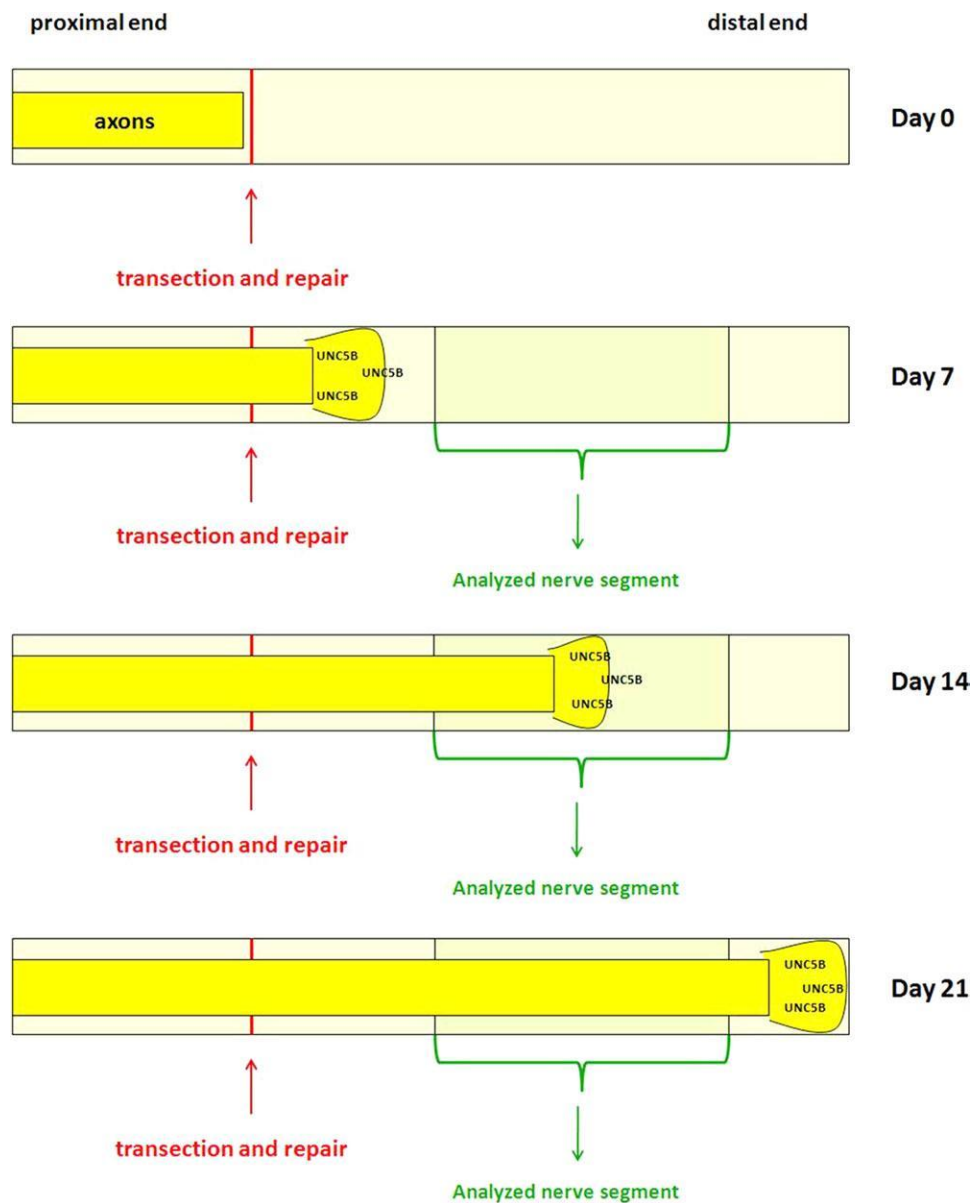 proximal end
distal end
axons
Day 0
transection and repair
UNC5B
UNC5B
UNC5B
Day 7
transection and repair
Analyzed nerve segment
UNC5B
UNC5B
UNC5B
Day 14
transection and repair
Analyzed nerve segment
UNC5B
UNC5B
UNC5B
Day 21
transection and repair
Analyzed nerve segment